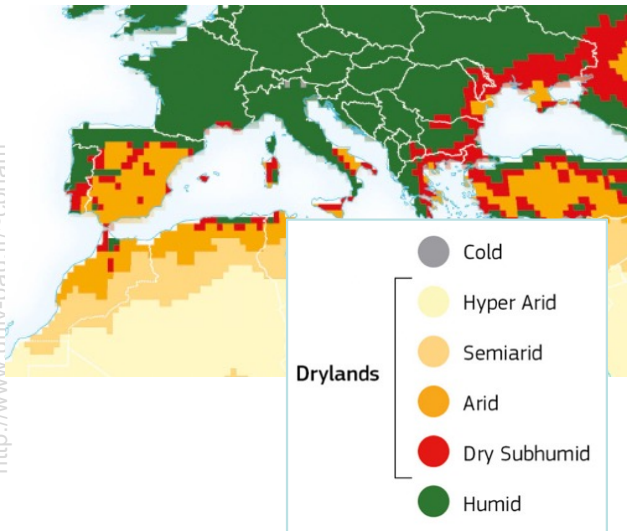 Cold
Hyper Arid
Semiarid
Drylands
Arid
Dry Subhumid
Humid